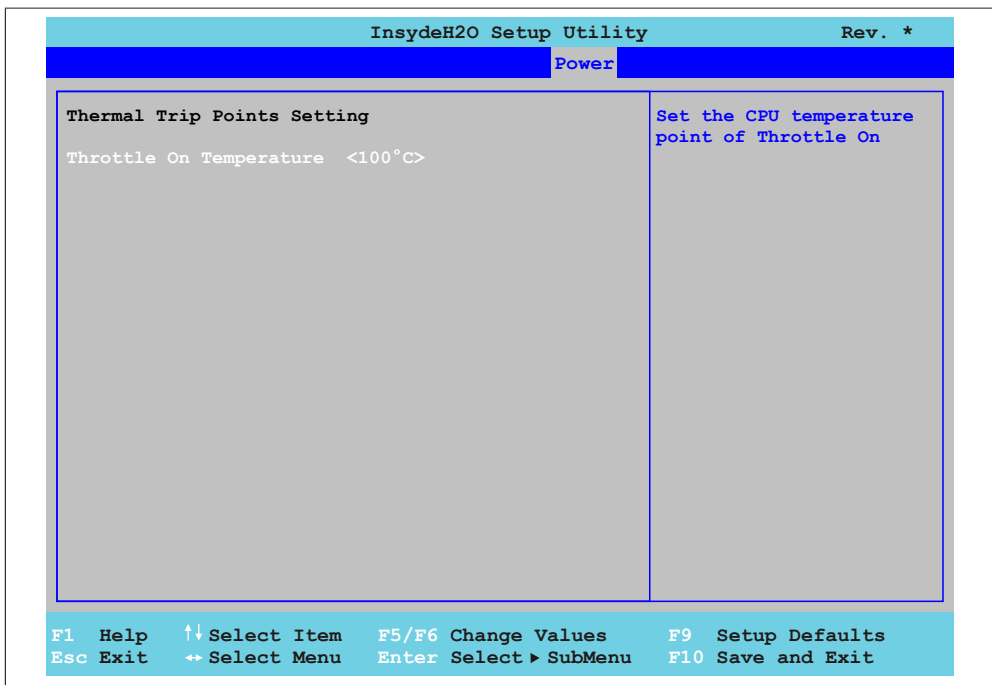 InsydeH2O Setup Utility Rev. *
Power
Thermal Trip Points Setting
Throttle On Temperature <100°C>
Set the CPU temperature
point of Throttle On
F1 Help ↑↓ Select Item F5/F6 Change Values F9 Setup Defaults
Esc Exit ↔ Select Menu Enter Select ▶ SubMenu F10 Save and Exit